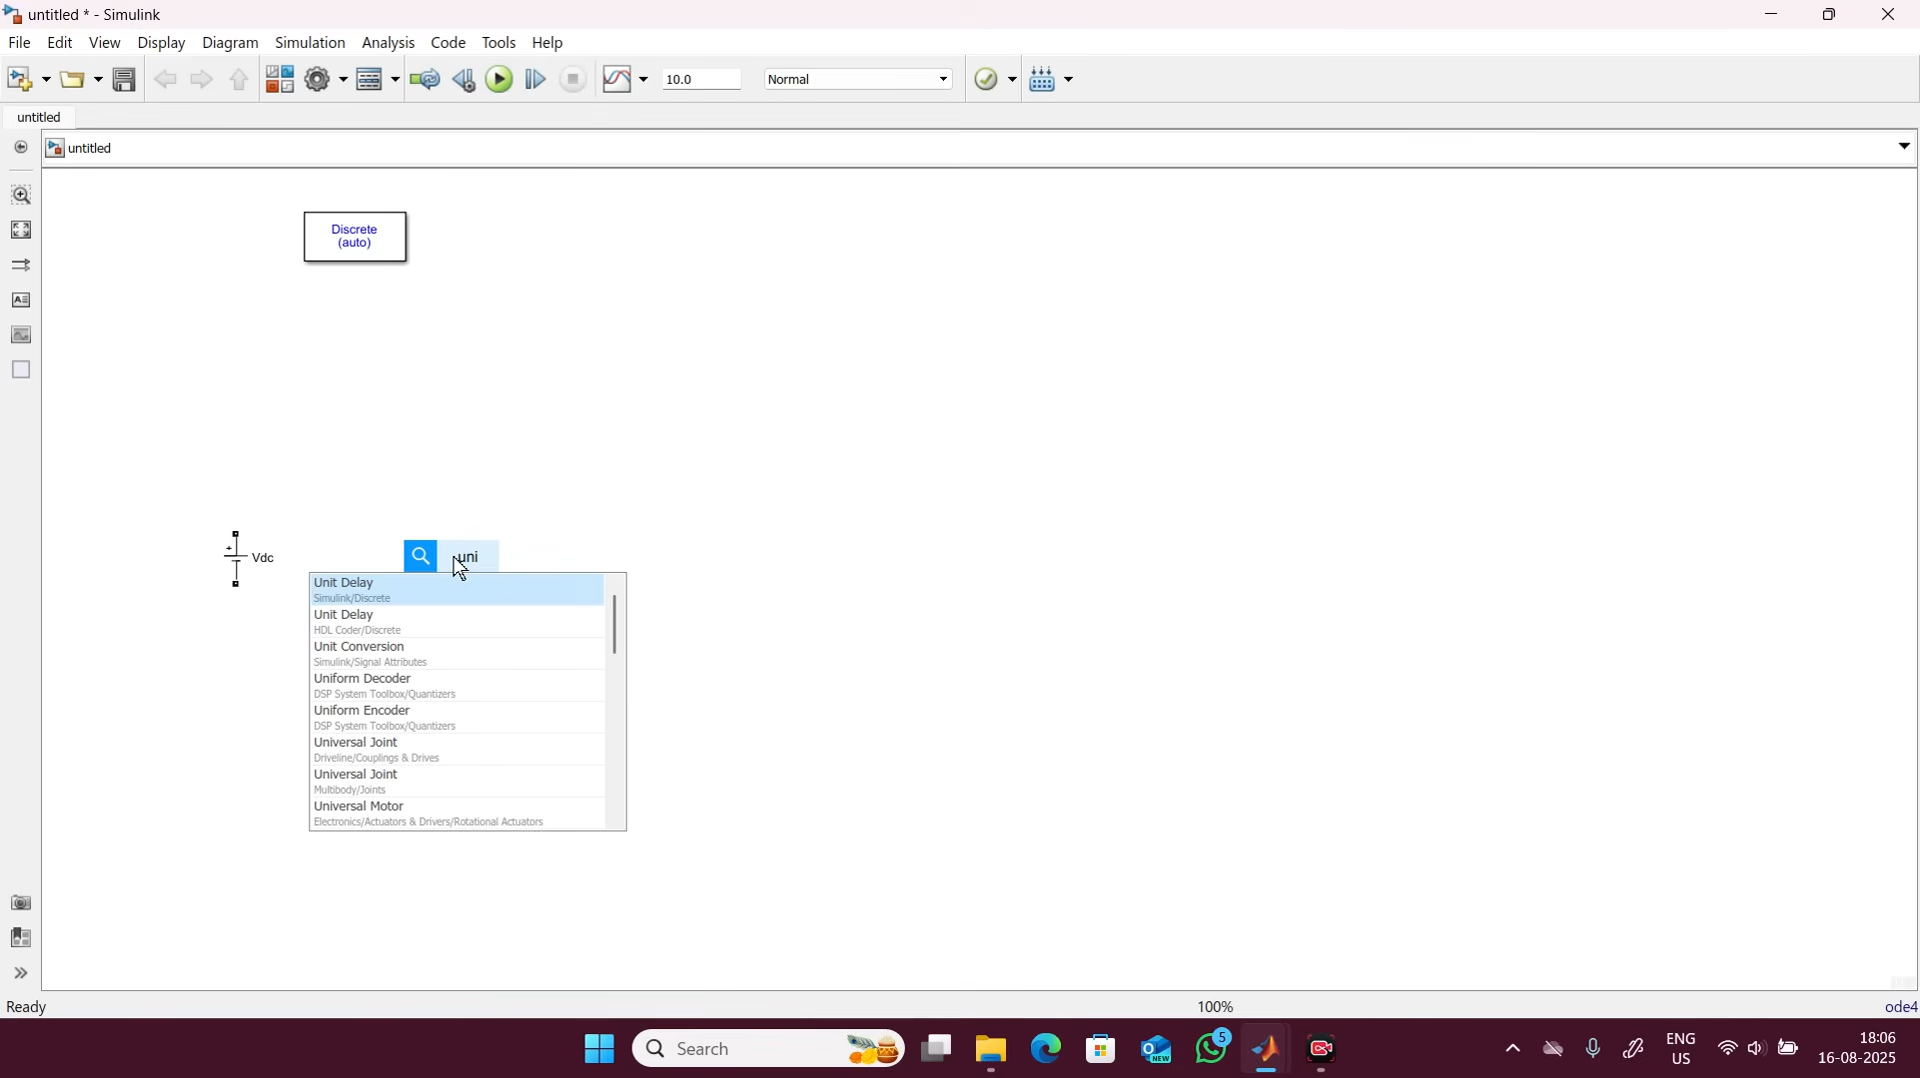 untitled * - Simulink
File Edit View Display Diagram Simulation Analysis Code Tools Help
10.0 Normal
untitled
untitled
Discrete
(auto)
Vdc
uni
Unit Delay
Simulink/Discrete
Unit Delay
HDL Coder/Discrete
Unit Conversion
Simulink/Signal Attributes
Uniform Decoder
DSP System Toolbox/Quantizers
Uniform Encoder
DSP System Toolbox/Quantizers
Universal Joint
Driveline/Couplings & Drives
Universal Joint
Multibody/Joints
Universal Motor
Electronics/Actuators & Drivers/Rotational Actuators
Ready 100% ode4
Search
NEW
5
ENG
US
18:06
16-08-2025